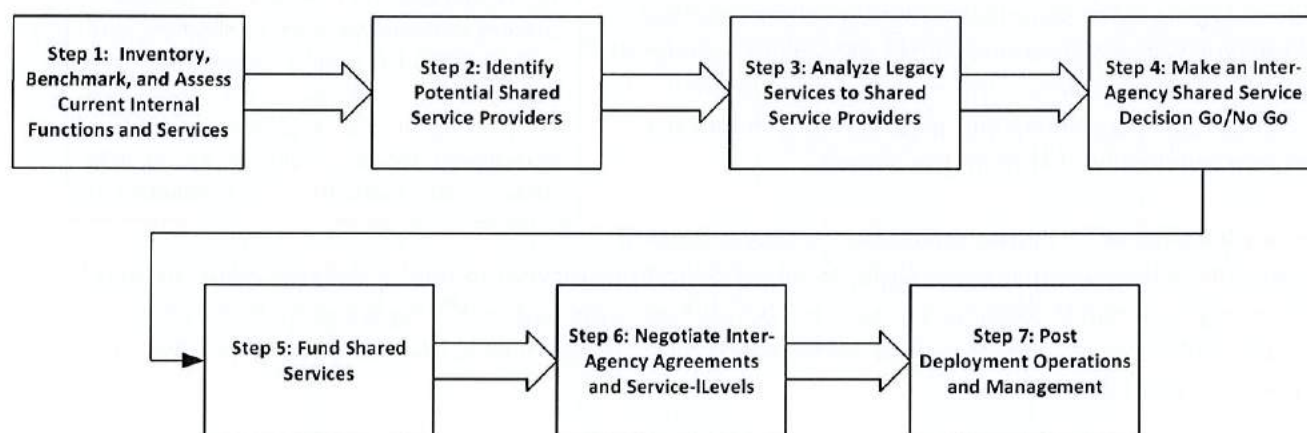 Step 1: Inventory,
Benchmark, and Assess
Current Internal
Functions and Services
Step 2: Identify
Potential Shared
Service Providers
Step 3: Analyze Legacy
Services to Shared
Service Providers
Step 4: Make an Inter-
Agency Shared Service
Decision Go/No Go
Step 5: Fund Shared
Services
Step 6: Negotiate Inter-
Agency Agreements
and Service-lLevels
Step 7: Post
Deployment Operations
and Management